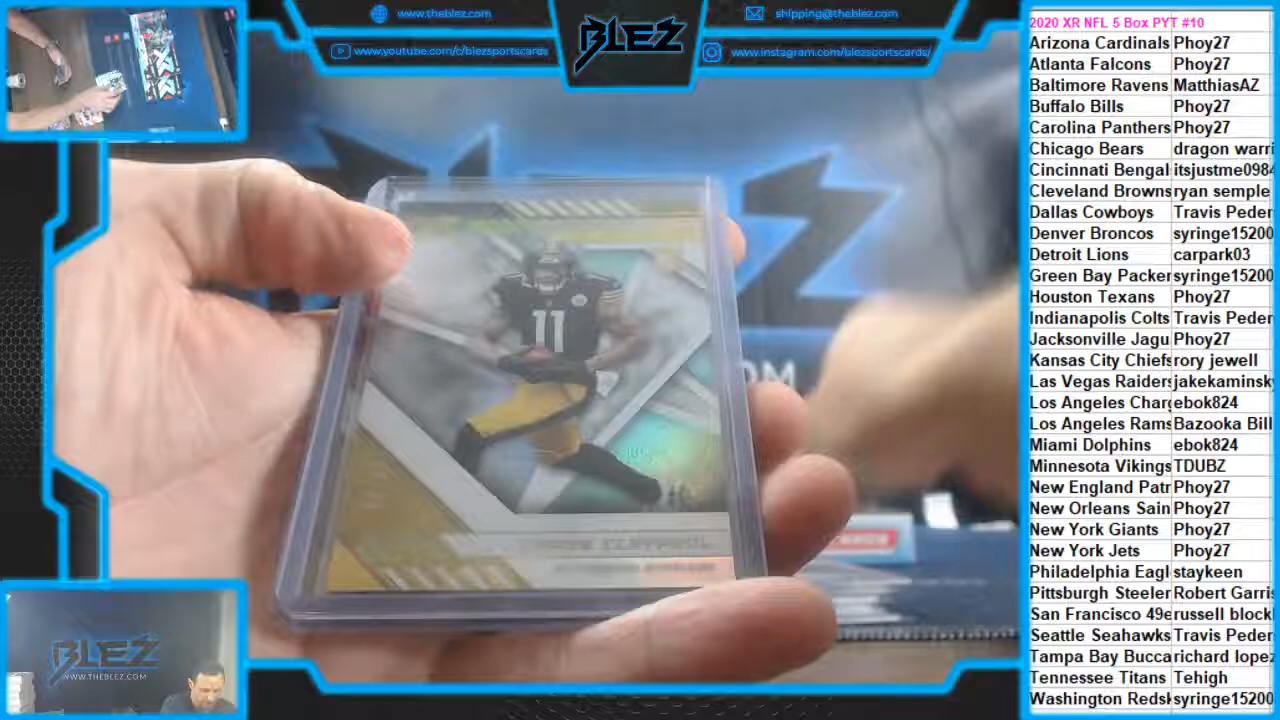 www.theblez.com
shipping@theblez.com
www.youtube.com/c/blezsportscards
www.instagram.com/blezsportscards/
BLEZ
11
BLEZ
WWW.THEBLEZ.COM
2020 XR NFL 5 Box PYT #10
Arizona Cardinals Phoy27
Atlanta Falcons Phoy27
Baltimore Ravens MatthiasAZ
Buffalo Bills Phoy27
Carolina Panthers Phoy27
Chicago Bears dragon warri
Cincinnati Bengal itsjustme0984
Cleveland Browns ryan semple
Dallas Cowboys Travis Peder
Denver Broncos syringe15200
Detroit Lions carpark03
Green Bay Packer syringe15200
Houston Texans Phoy27
Indianapolis Colts Travis Peder
Jacksonville Jagu Phoy27
Kansas City Chiefs rory jewell
Las Vegas Raiders jakekaminsky
Los Angeles Charg ebok824
Los Angeles Rams Bazooka Bill
Miami Dolphins ebok824
Minnesota Vikings TDUBZ
New England Patr Phoy27
New Orleans Sain Phoy27
New York Giants Phoy27
New York Jets Phoy27
Philadelphia Eagl staykeen
Pittsburgh Steeler Robert Garris
San Francisco 49e russell block
Seattle Seahawks Travis Peder
Tampa Bay Bucca richard lopez
Tennessee Titans Tehigh
Washington Redsk syringe15200